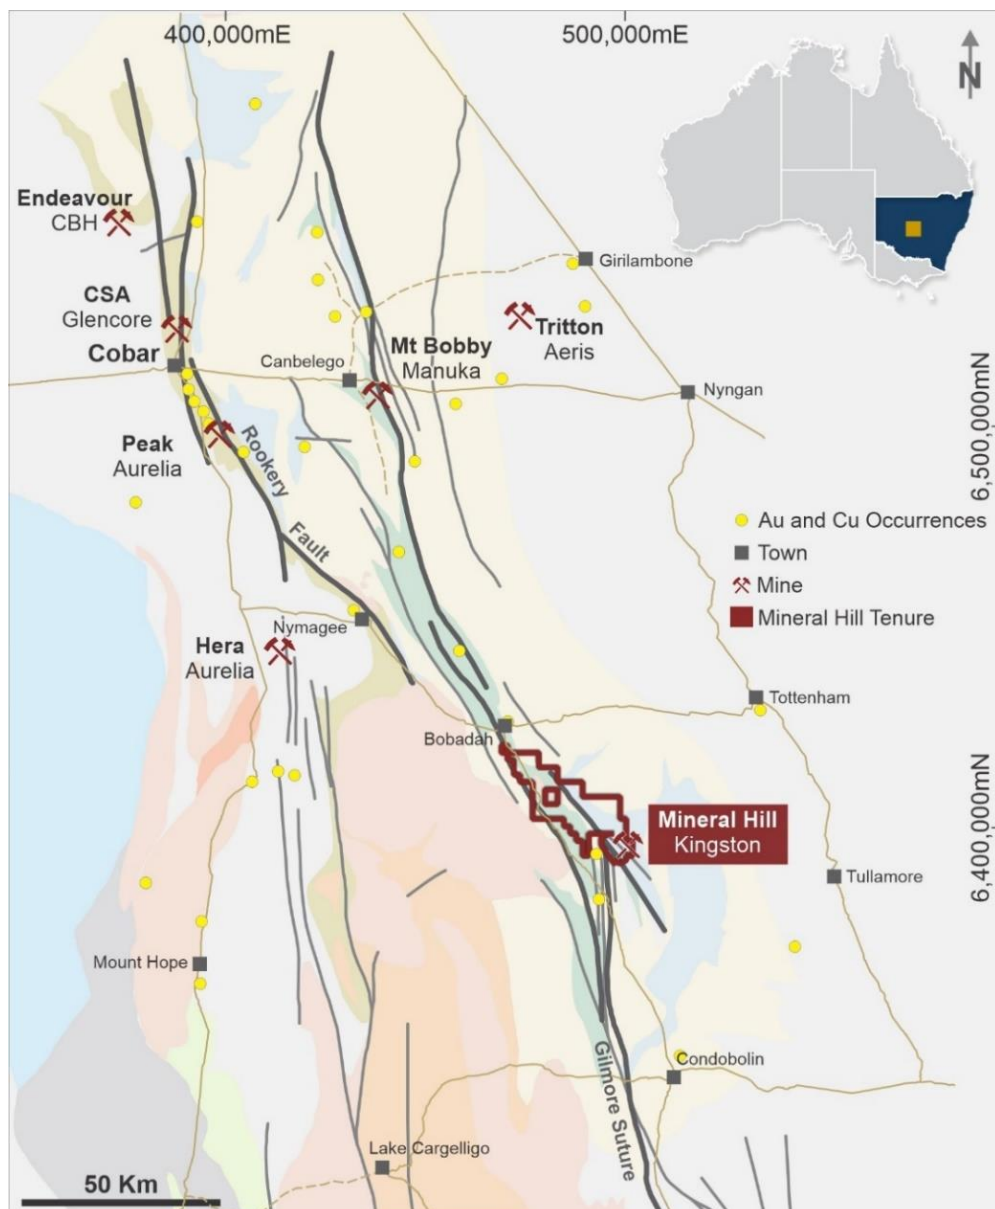 400,000mE
500,000mE
N
Endeavour
CBH
Girilambone
CSA
Glencore
Tritton
Aeris
Cobar
Mt Bobby
Manuka
Canbelego
Nyngan
6,500,000mN
Peak
Aurelia
Rookery
Fault
Au and Cu Occurrences
Town
Mine
Mineral Hill Tenure
Nymagee
Hera
Aurelia
Tottenham
Bobadah
Mineral Hill
Kingston
6,400,000mN
Tullamore
Mount Hope
Gilmore Suture
Condobolin
Lake Cargelligo
50 Km